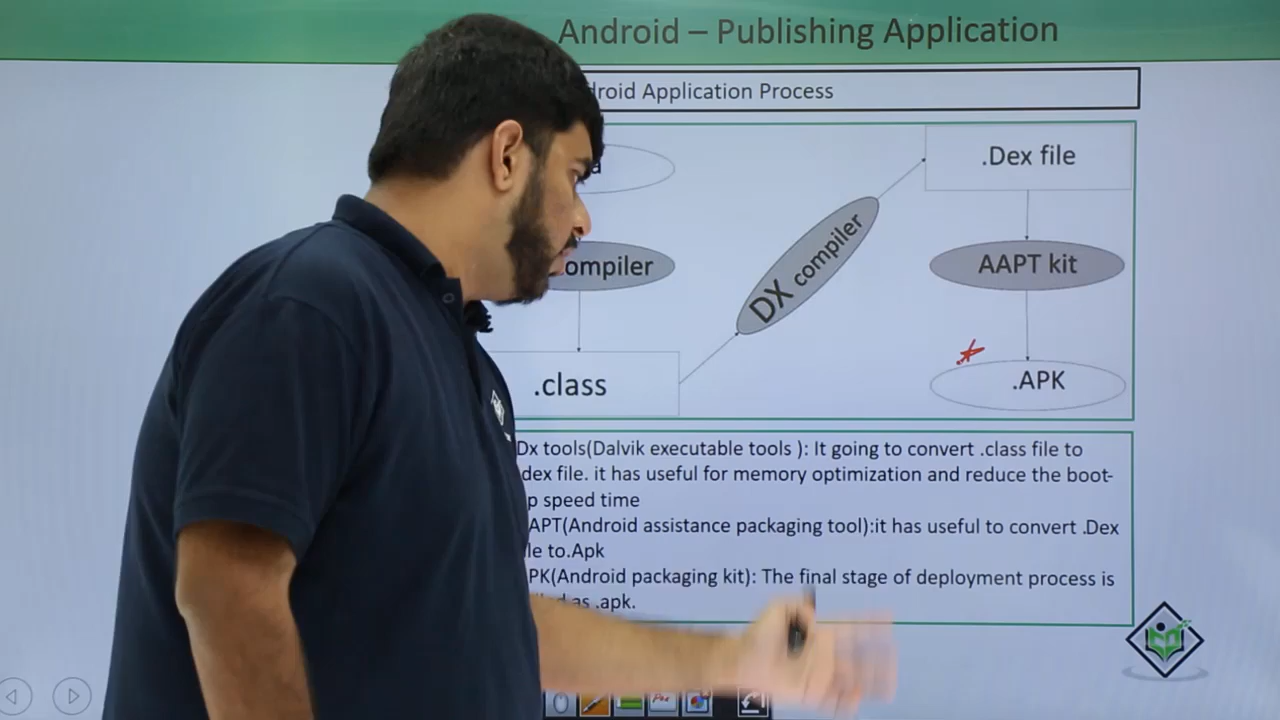 Android – Publishing Application
droid Application Process
.Dex file
ompiler
DX compiler
AAPT kit
.class
.APK
Dx tools(Dalvik executable tools ): It going to convert .class file to
dex file. it has useful for memory optimization and reduce the boot-
p speed time
APT(Android assistance packaging tool):it has useful to convert .Dex
le to.Apk
PK(Android packaging kit): The final stage of deployment process is
as .apk.